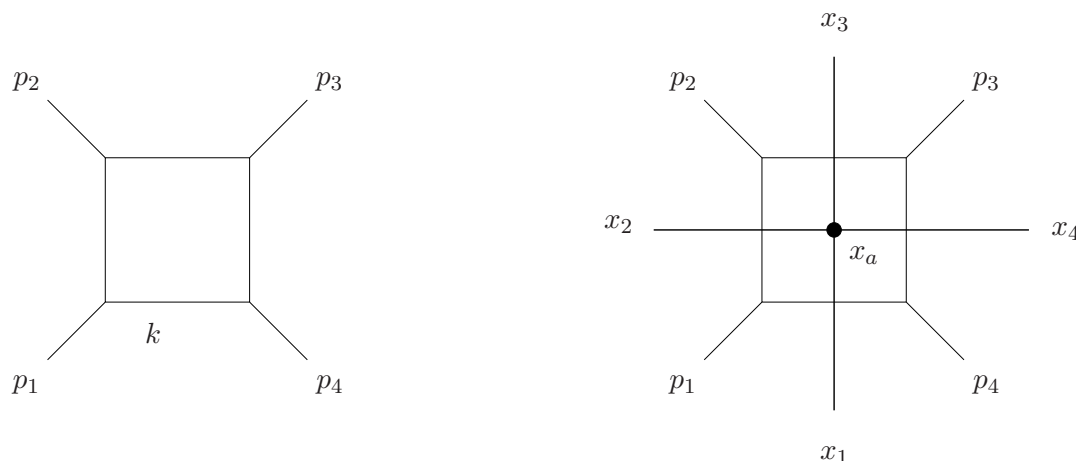 p₂
p₃
k
p₁
p₄
x₃
p₂
p₃
x₂
x₄
xₐ
p₁
p₄
x₁